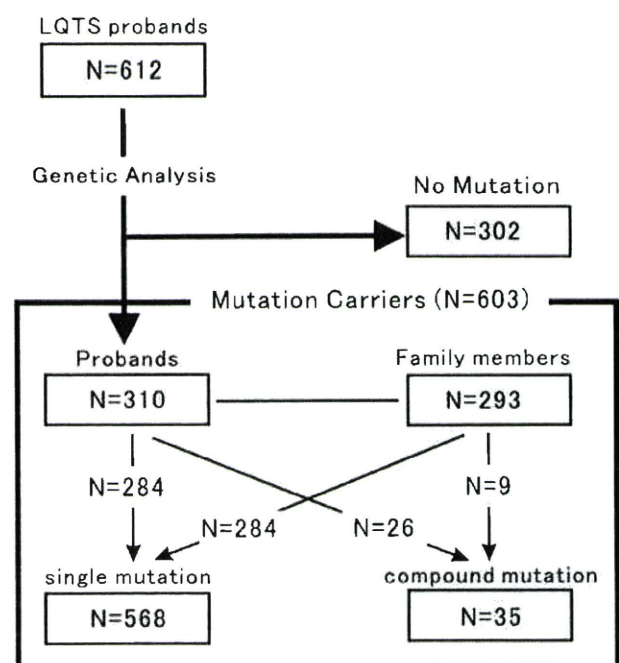 LQTS probands
N=612
Genetic Analysis
No Mutation
N=302
Mutation Carriers (N=603)
Probands
Family members
N=310
N=293
N=284
N=9
N=284
N=26
single mutation
compound mutation
N=568
N=35